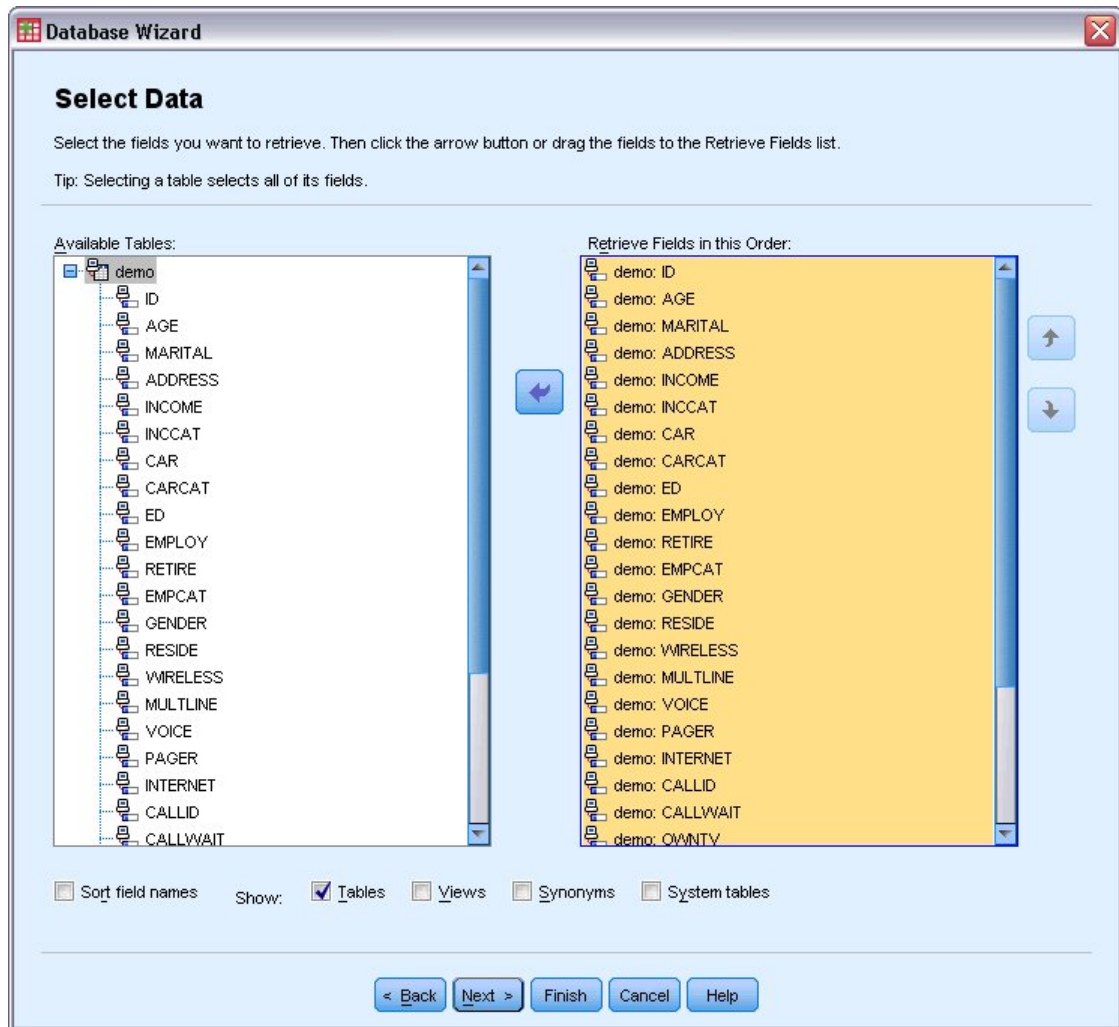 Database Wizard
Select Data
Select the fields you want to retrieve. Then click the arrow button or drag the fields to the Retrieve Fields list.
Tip: Selecting a table selects all of its fields.
Available Tables:
demo
ID
AGE
MARITAL
ADDRESS
INCOME
INCCAT
CAR
CARCAT
ED
EMPLOY
RETIRE
EMPCAT
GENDER
RESIDE
WIRELESS
MULTLINE
VOICE
PAGER
INTERNET
CALLID
CALLWAIT
Retrieve Fields in this Order:
demo: ID
demo: AGE
demo: MARITAL
demo: ADDRESS
demo: INCOME
demo: INCCAT
demo: CAR
demo: CARCAT
demo: ED
demo: EMPLOY
demo: RETIRE
demo: EMPCAT
demo: GENDER
demo: RESIDE
demo: WIRELESS
demo: MULTLINE
demo: VOICE
demo: PAGER
demo: INTERNET
demo: CALLID
demo: CALLWAIT
demo: OWNTV
Sort field names Show: Tables Views Synonyms System tables
< Back Next > Finish Cancel Help